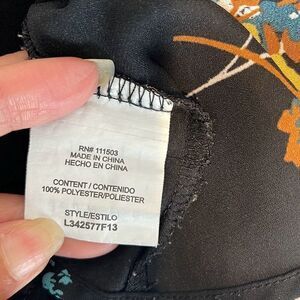 RN# 111503
MADE IN CHINA
HECHO EN CHINA
CONTENT / CONTENIDO
100% POLYESTER/POLIESTER
STYLE/ESTILO
L342577F13